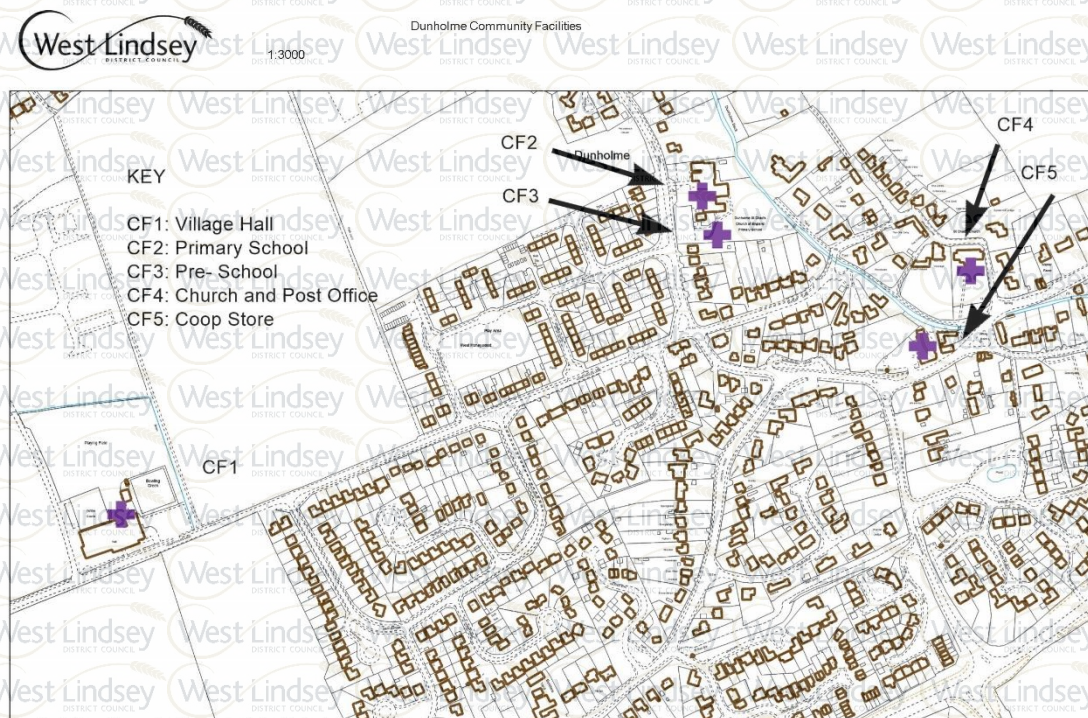 West Lindsey
DISTRICT COUNCIL
Dunholme Community Facilities
1:3000
KEY
CF1: Village Hall
CF2: Primary School
CF3: Pre- School
CF4: Church and Post Office
CF5: Coop Store
CF2
CF3
CF4
CF5
CF1
Dunholme
Play Area
Playing Field
Bowling
Green